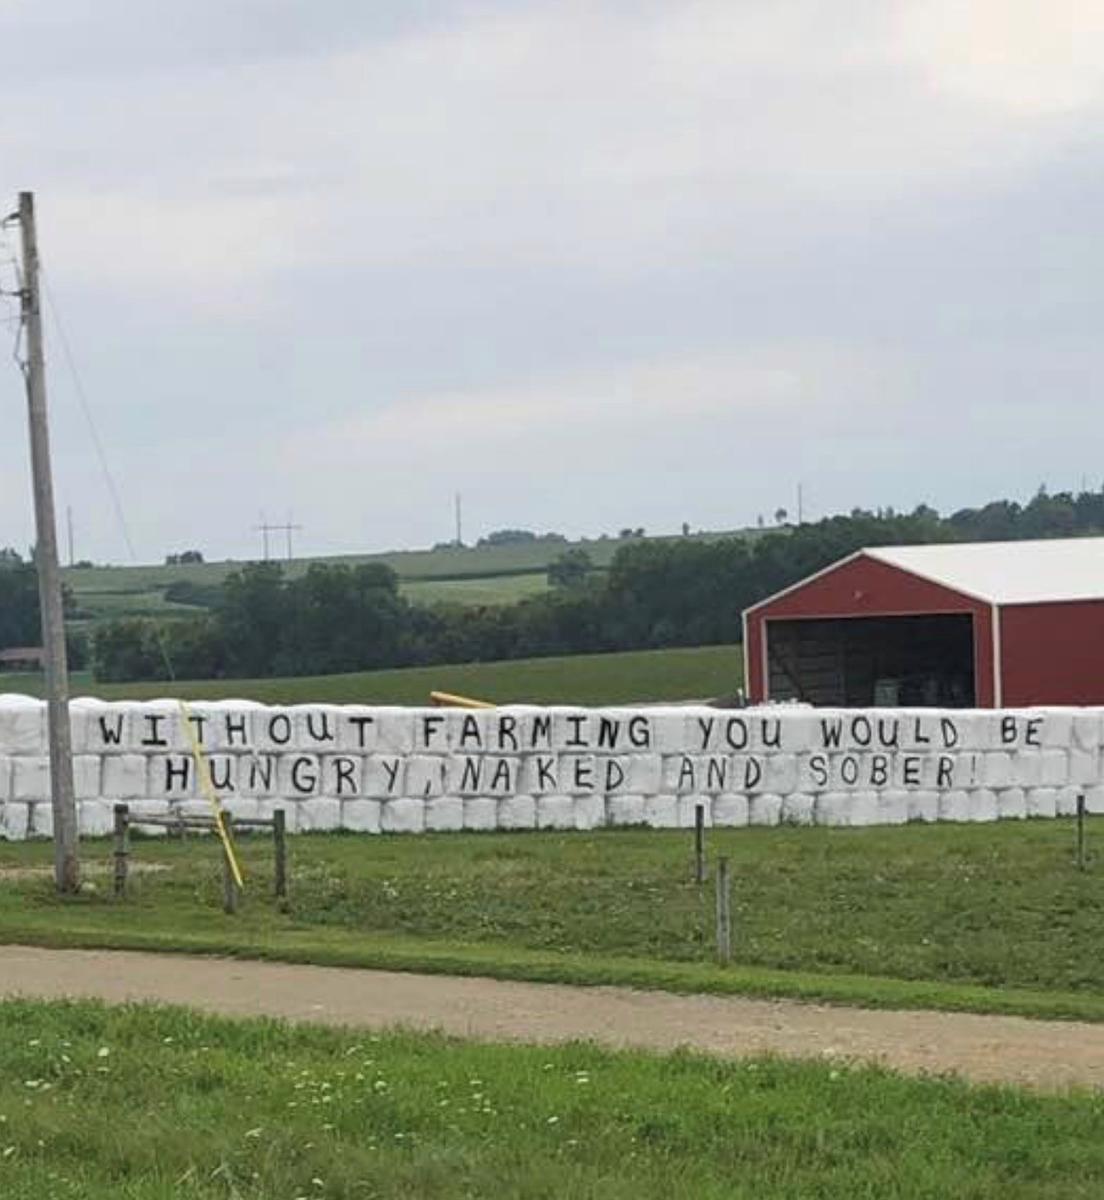 WITHOUT FARMING YOU WOULD BE
HUNGRY, NAKED AND SOBER!